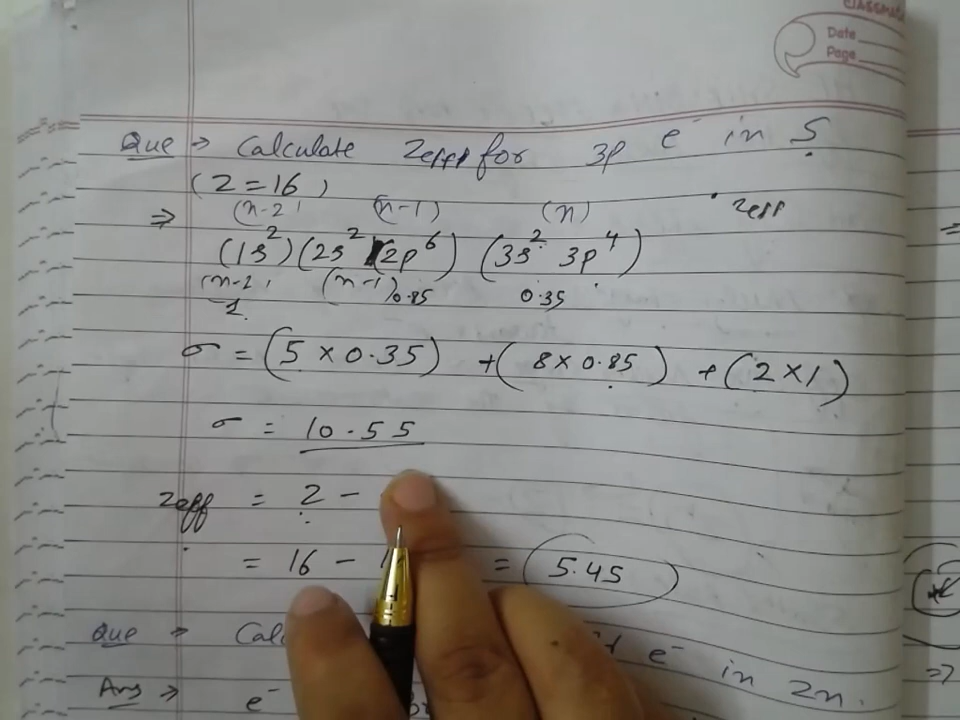 CLASSMATE
Date
Page
Que → Calculate Zeff for 3p e⁻ in S
(Z=16)
(n-2) (n-1) (n) Zeff
⇒ (1s²)(2s² 2p⁶) (3s² 3p⁴)
(n-2) (n-1) 0.85 0.35
1
σ = (5 × 0.35) + (8 × 0.85) + (2 × 1)
σ = 10.55
Zeff = Z -
= 16 - = 5.45
Que → e⁻ in Zn.
Ans → e⁻